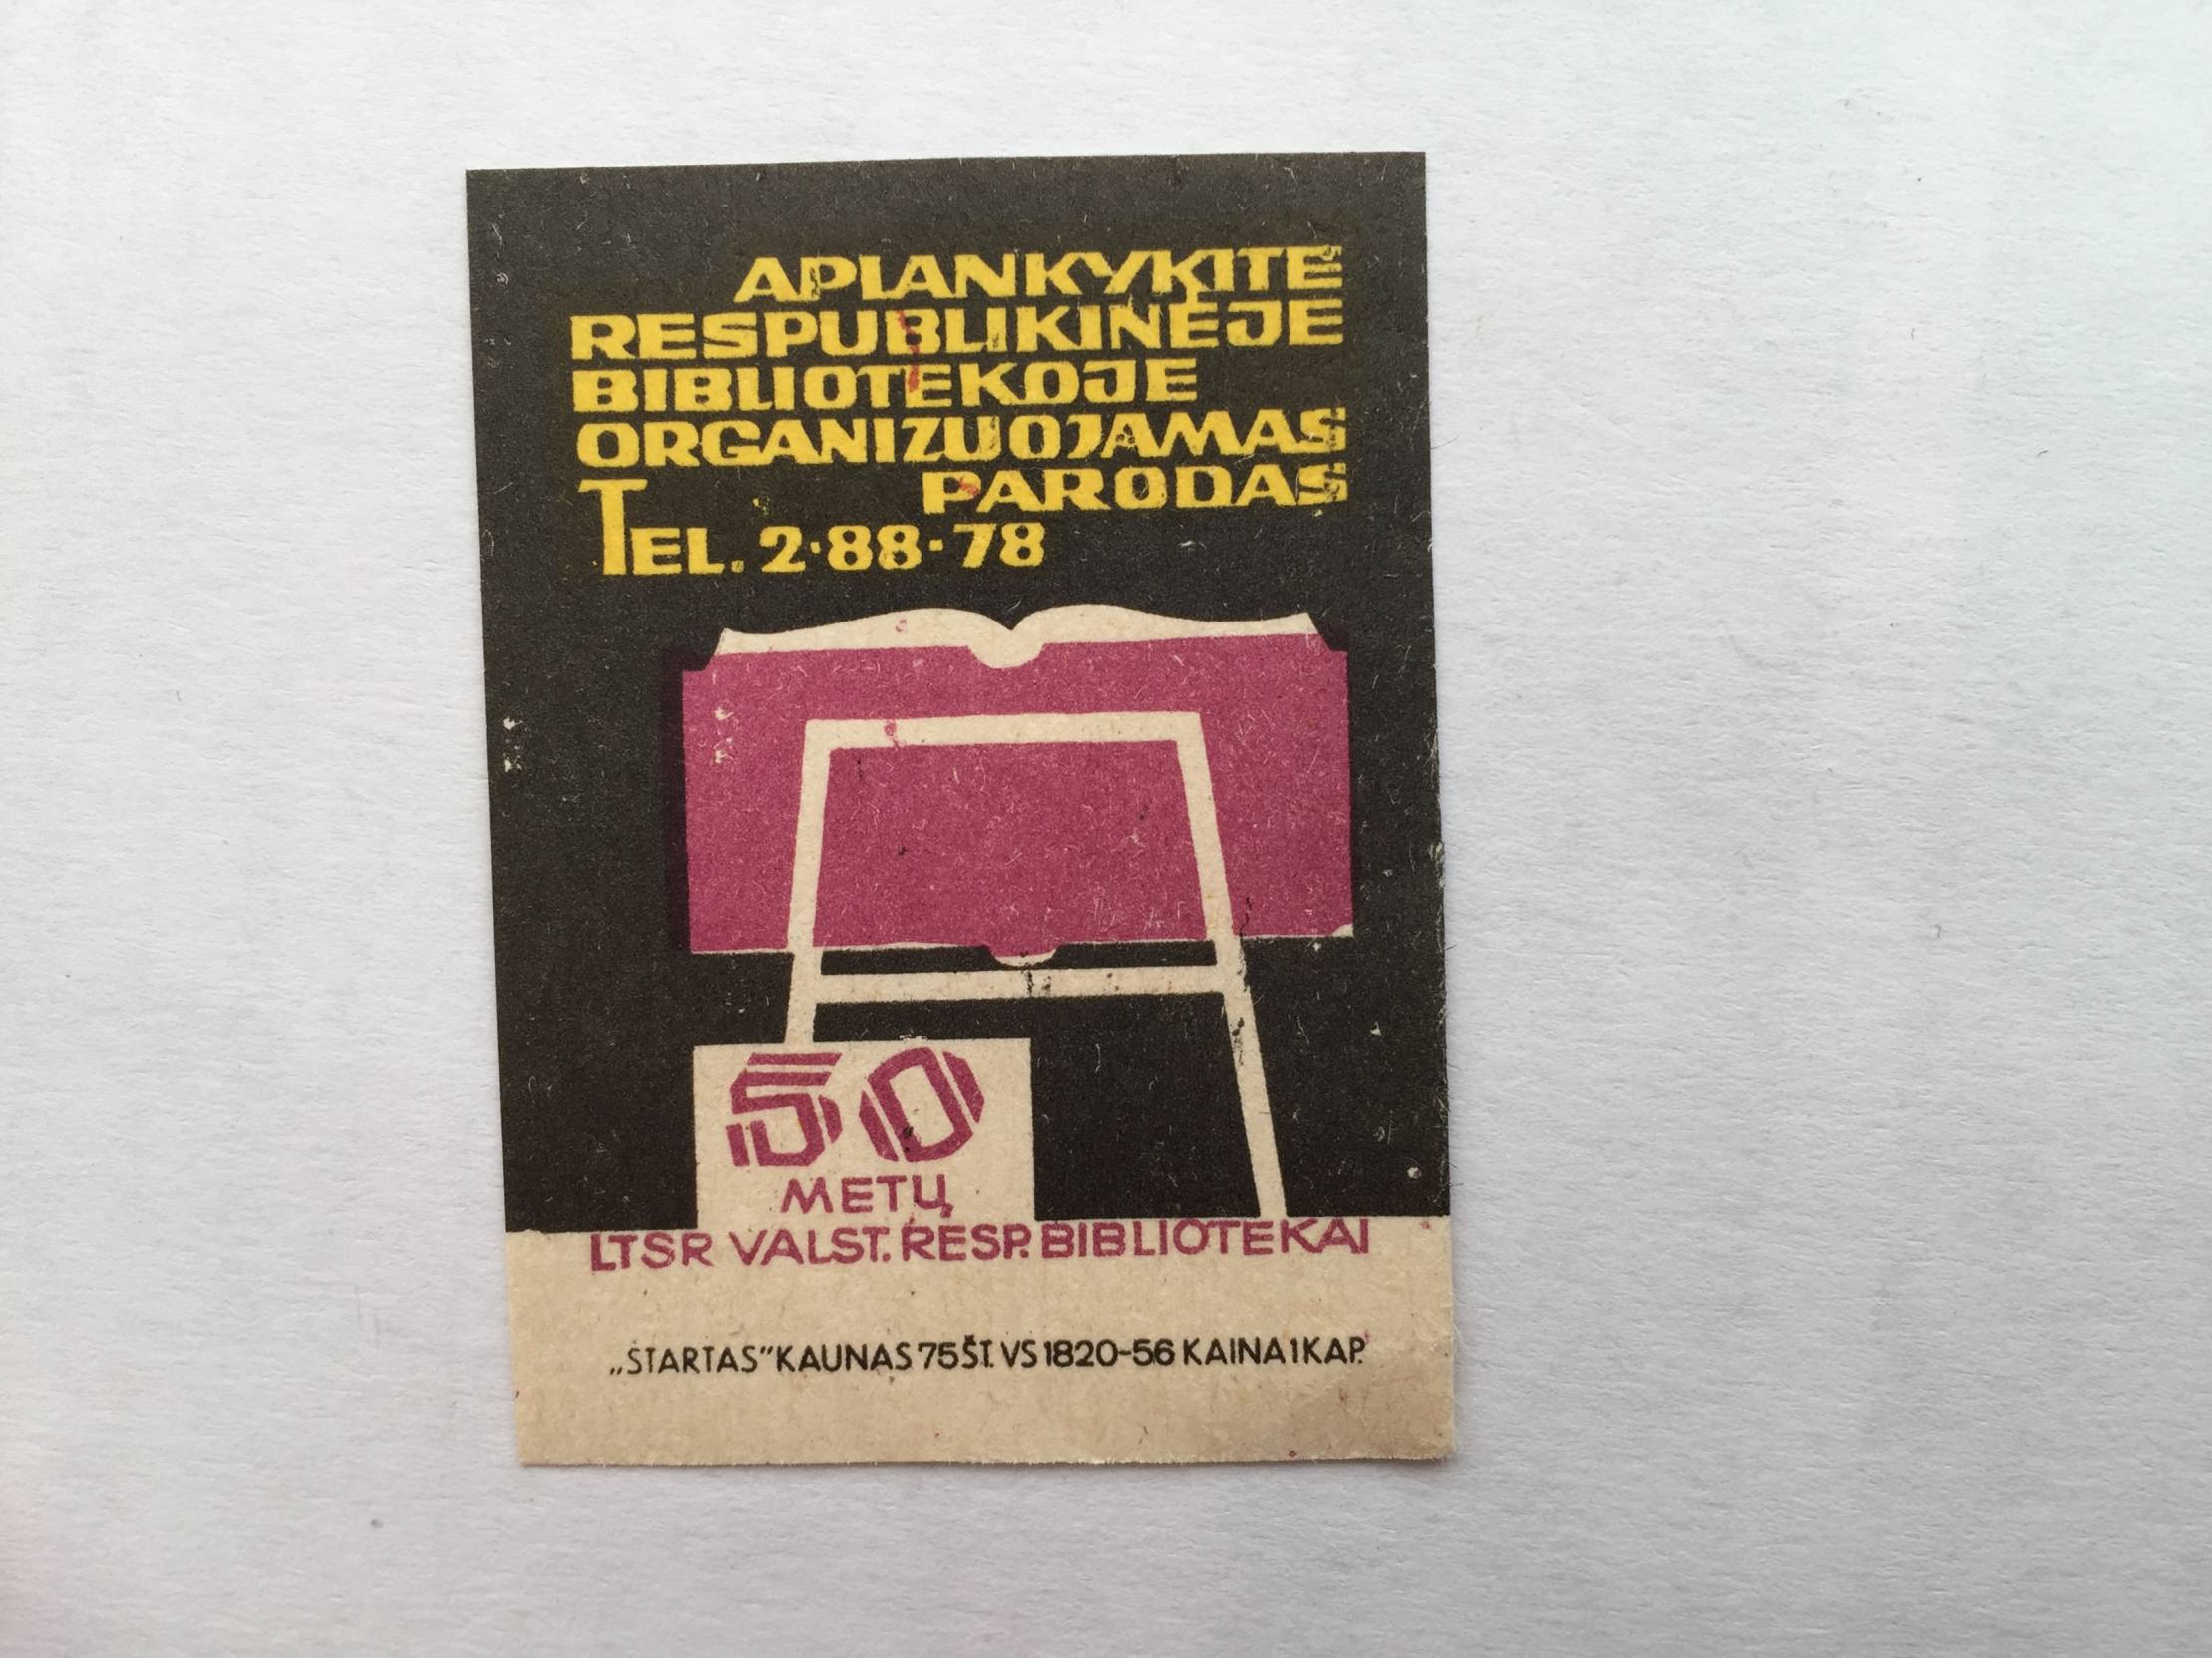 APLANKYKITE
RESPUBLIKINĖJE
BIBLIOTEKOJE
ORGANIZUOJAMAS
PARODAS
TEL. 2·88·78
50
METŲ
LTSR VALST. RESP. BIBLIOTEKAI
„STARTAS” KAUNAS 75 ŠT. VS 1820-56 KAINA 1 KAP.